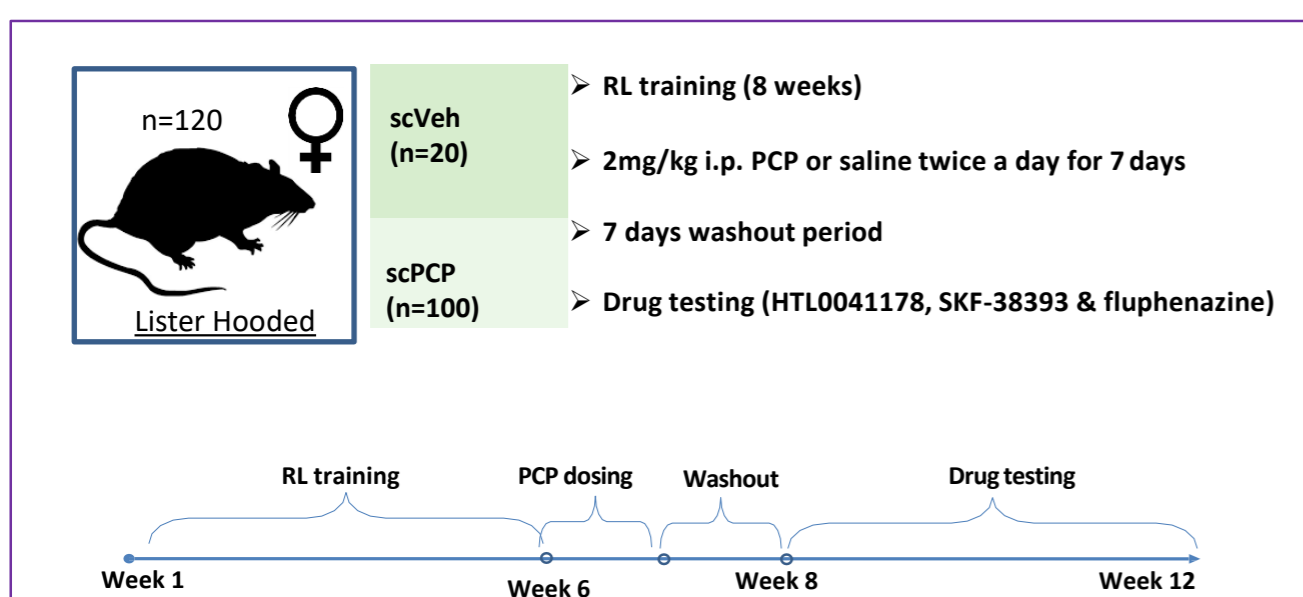 n=120
Lister Hooded
scVeh
(n=20)
scPCP
(n=100)
➢ RL training (8 weeks)
➢ 2mg/kg i.p. PCP or saline twice a day for 7 days
➢ 7 days washout period
➢ Drug testing (HTL0041178, SKF-38393 & fluphenazine)
RL training
PCP dosing
Washout
Drug testing
Week 1
Week 6
Week 8
Week 12